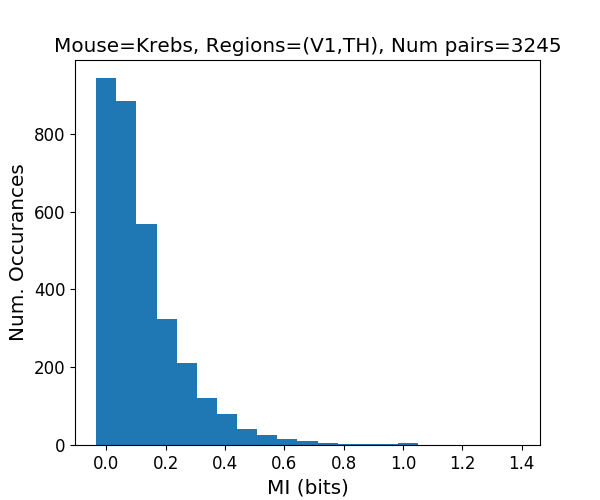 Mouse=Krebs, Regions=(V1,TH), Num pairs=3245
Num. Occurances
800
600
400
200
0
0.0 0.2 0.4 0.6 0.8 1.0 1.2 1.4
MI (bits)